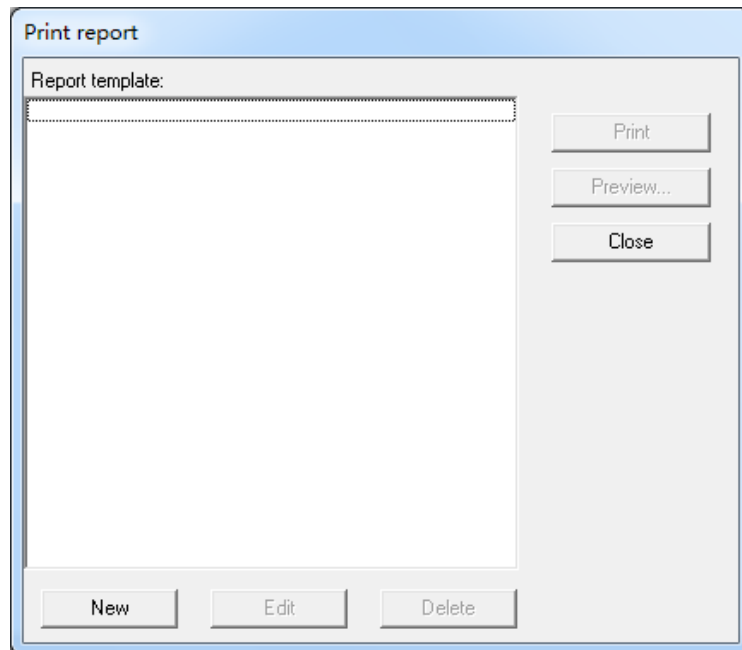 Print report
Report template:
Print
Preview...
Close
New Edit Delete